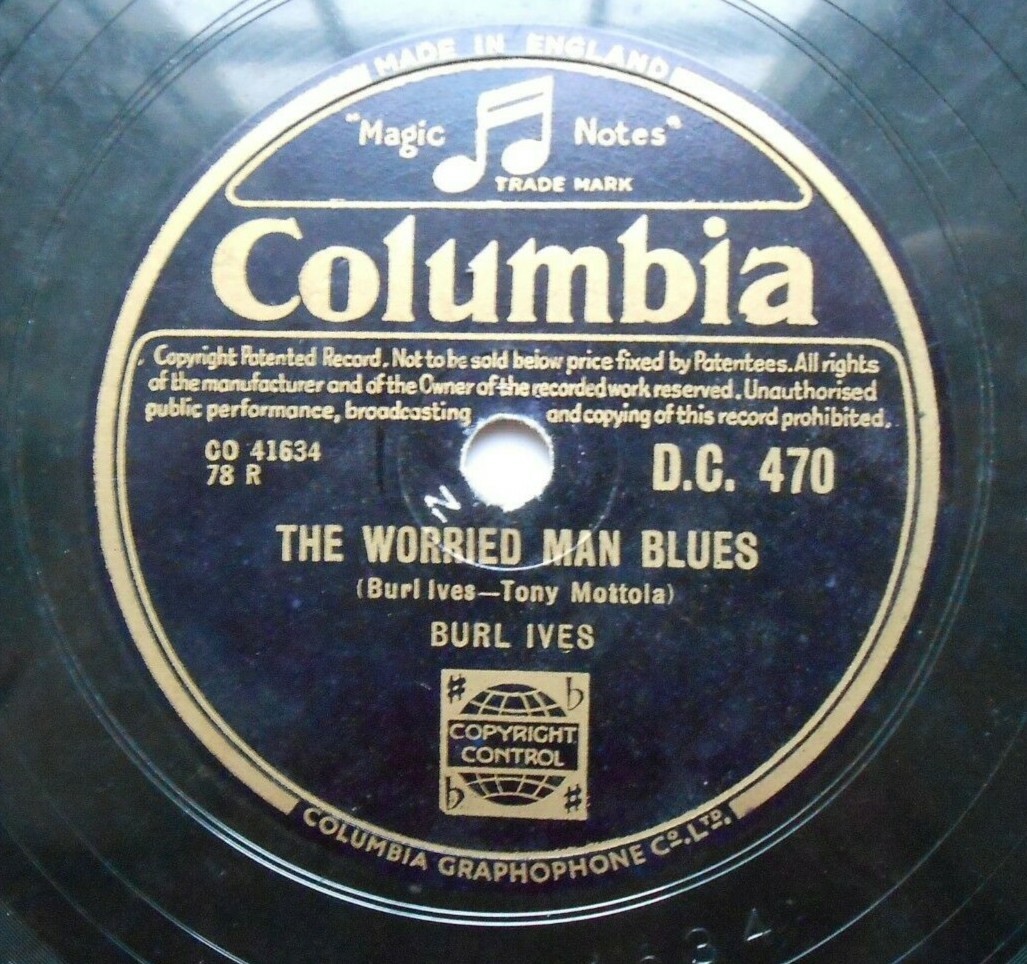 MADE IN ENGLAND
"Magic Notes"
TRADE MARK
Columbia
Copyright Patented Record. Not to be sold below price fixed by Patentees. All rights
of the manufacturer and of the Owner of the recorded work reserved. Unauthorised
public performance, broadcasting and copying of this record prohibited.
CO 41634
78 R
D.C. 470
N
THE WORRIED MAN BLUES
(Burl Ives—Tony Mottola)
BURL IVES
♯ ♭
COPYRIGHT
CONTROL
♭ ♯
COLUMBIA GRAPHOPHONE Cº. LTD.
34